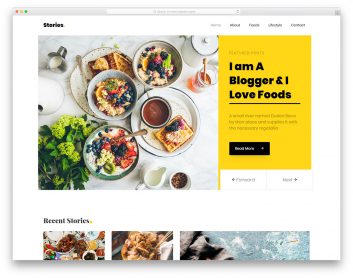 Stories.
Home About Foods Lifestyle Contact
FEATURED POSTS
I am A
Blogger & I
Love Foods
A small river named Duden flows
by their place and supplies it with
the necessary regelialia
Read More
Forward Next
Recent Stories.